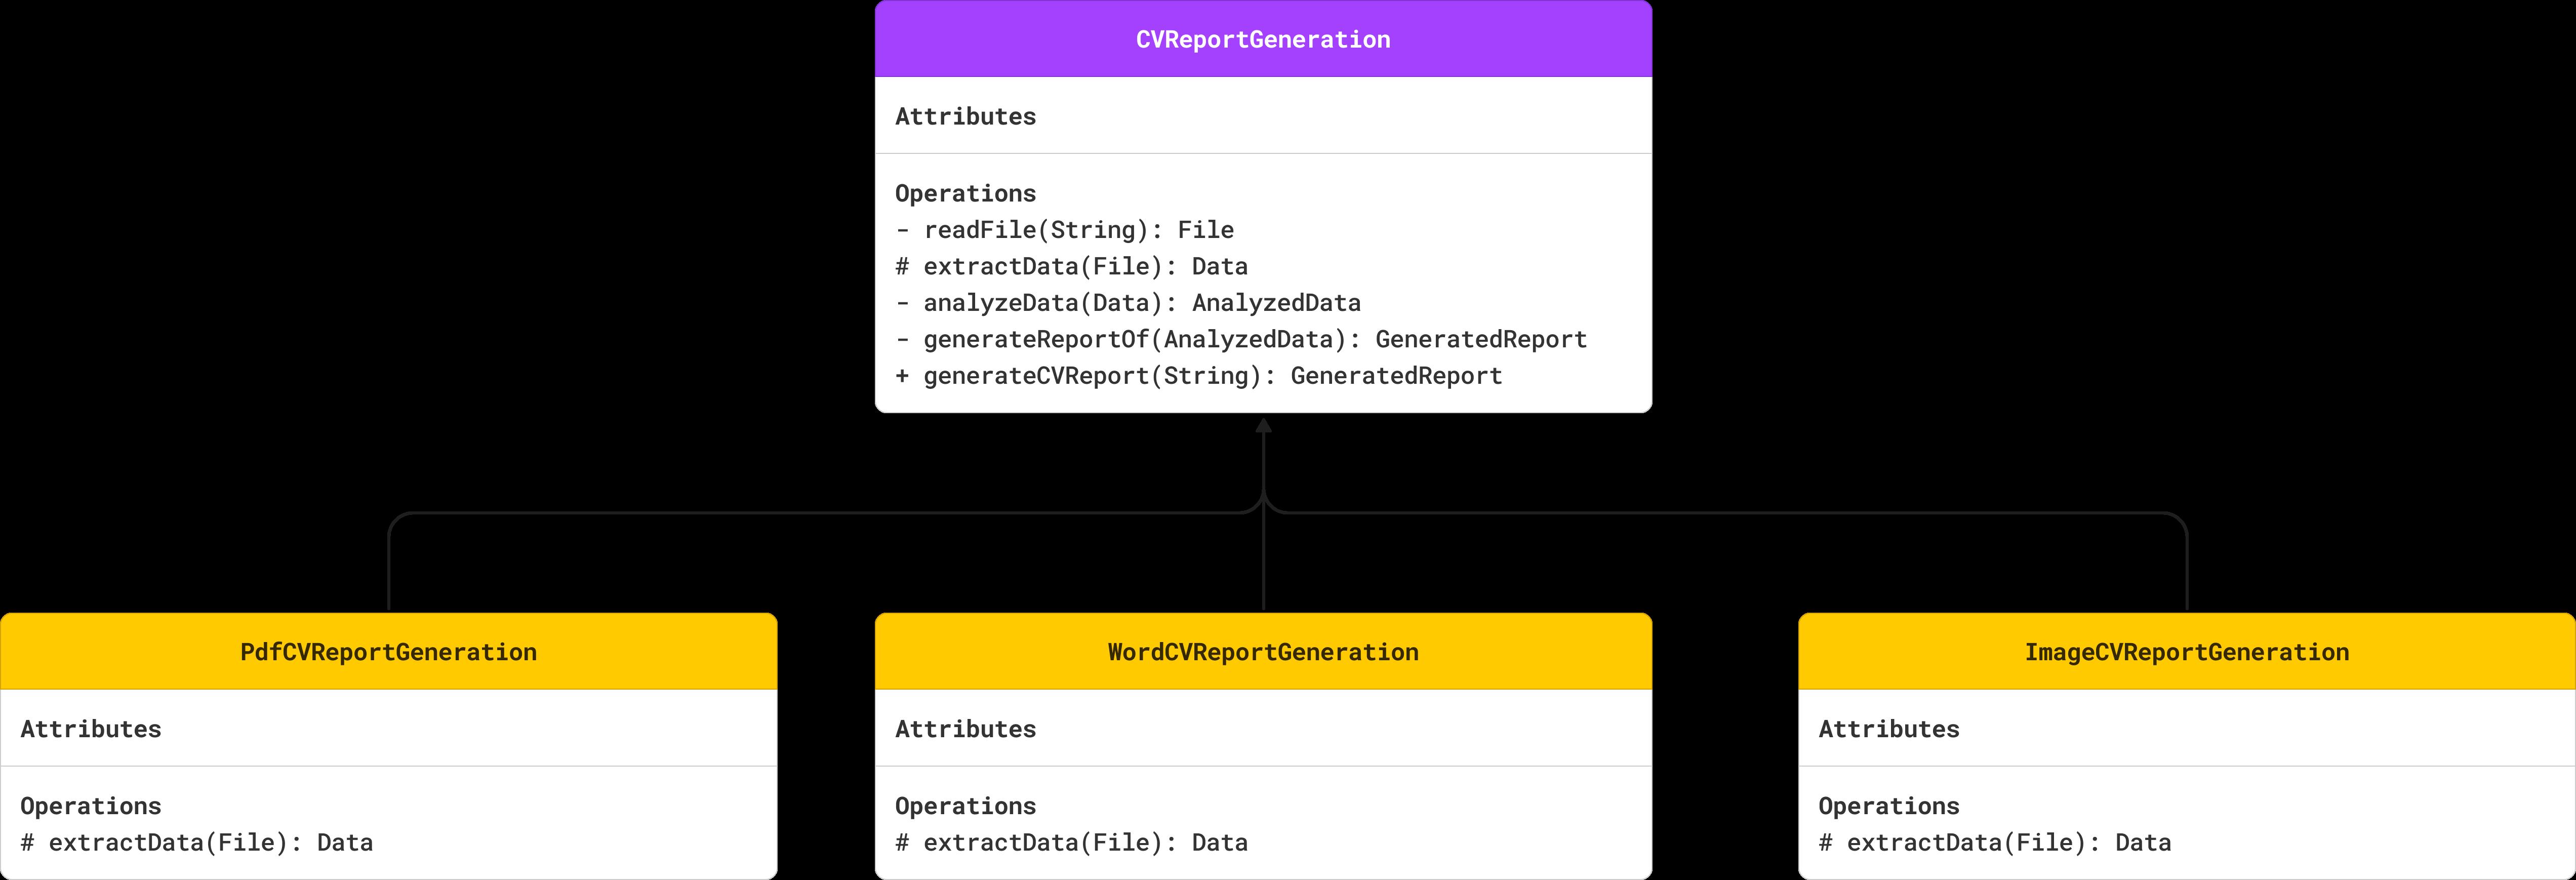 CVReportGeneration
Attributes
Operations
- readFile(String): File
# extractData(File): Data
- analyzeData(Data): AnalyzedData
- generateReportOf(AnalyzedData): GeneratedReport
+ generateCVReport(String): GeneratedReport
PdfCVReportGeneration
Attributes
Operations
# extractData(File): Data
WordCVReportGeneration
Attributes
Operations
# extractData(File): Data
ImageCVReportGeneration
Attributes
Operations
# extractData(File): Data